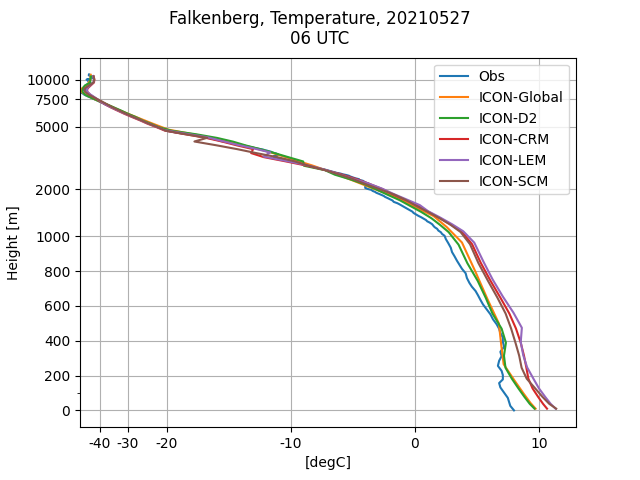 Falkenberg, Temperature, 20210527
06 UTC
Obs
ICON-Global
ICON-D2
ICON-CRM
ICON-LEM
ICON-SCM
Height [m]
10000
7500
5000
2000
1000
800
600
400
200
0
-40 -30 -20 -10 0 10
[degC]